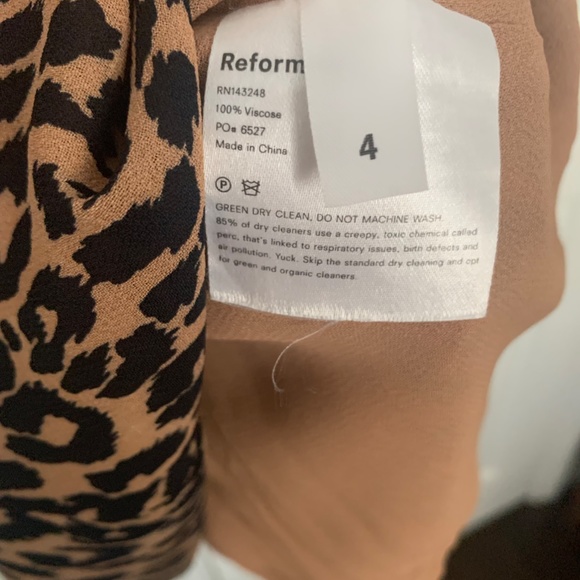 Reform
RN143248
100% Viscose
PO# 6527
Made in China
4
P
GREEN DRY CLEAN, DO NOT MACHINE WASH
85% of dry cleaners use a creepy, toxic chemical called
perc, that's linked to respiratory issues, birth defects and
air pollution. Yuck. Skip the standard dry cleaning and opt
for green and organic cleaners.